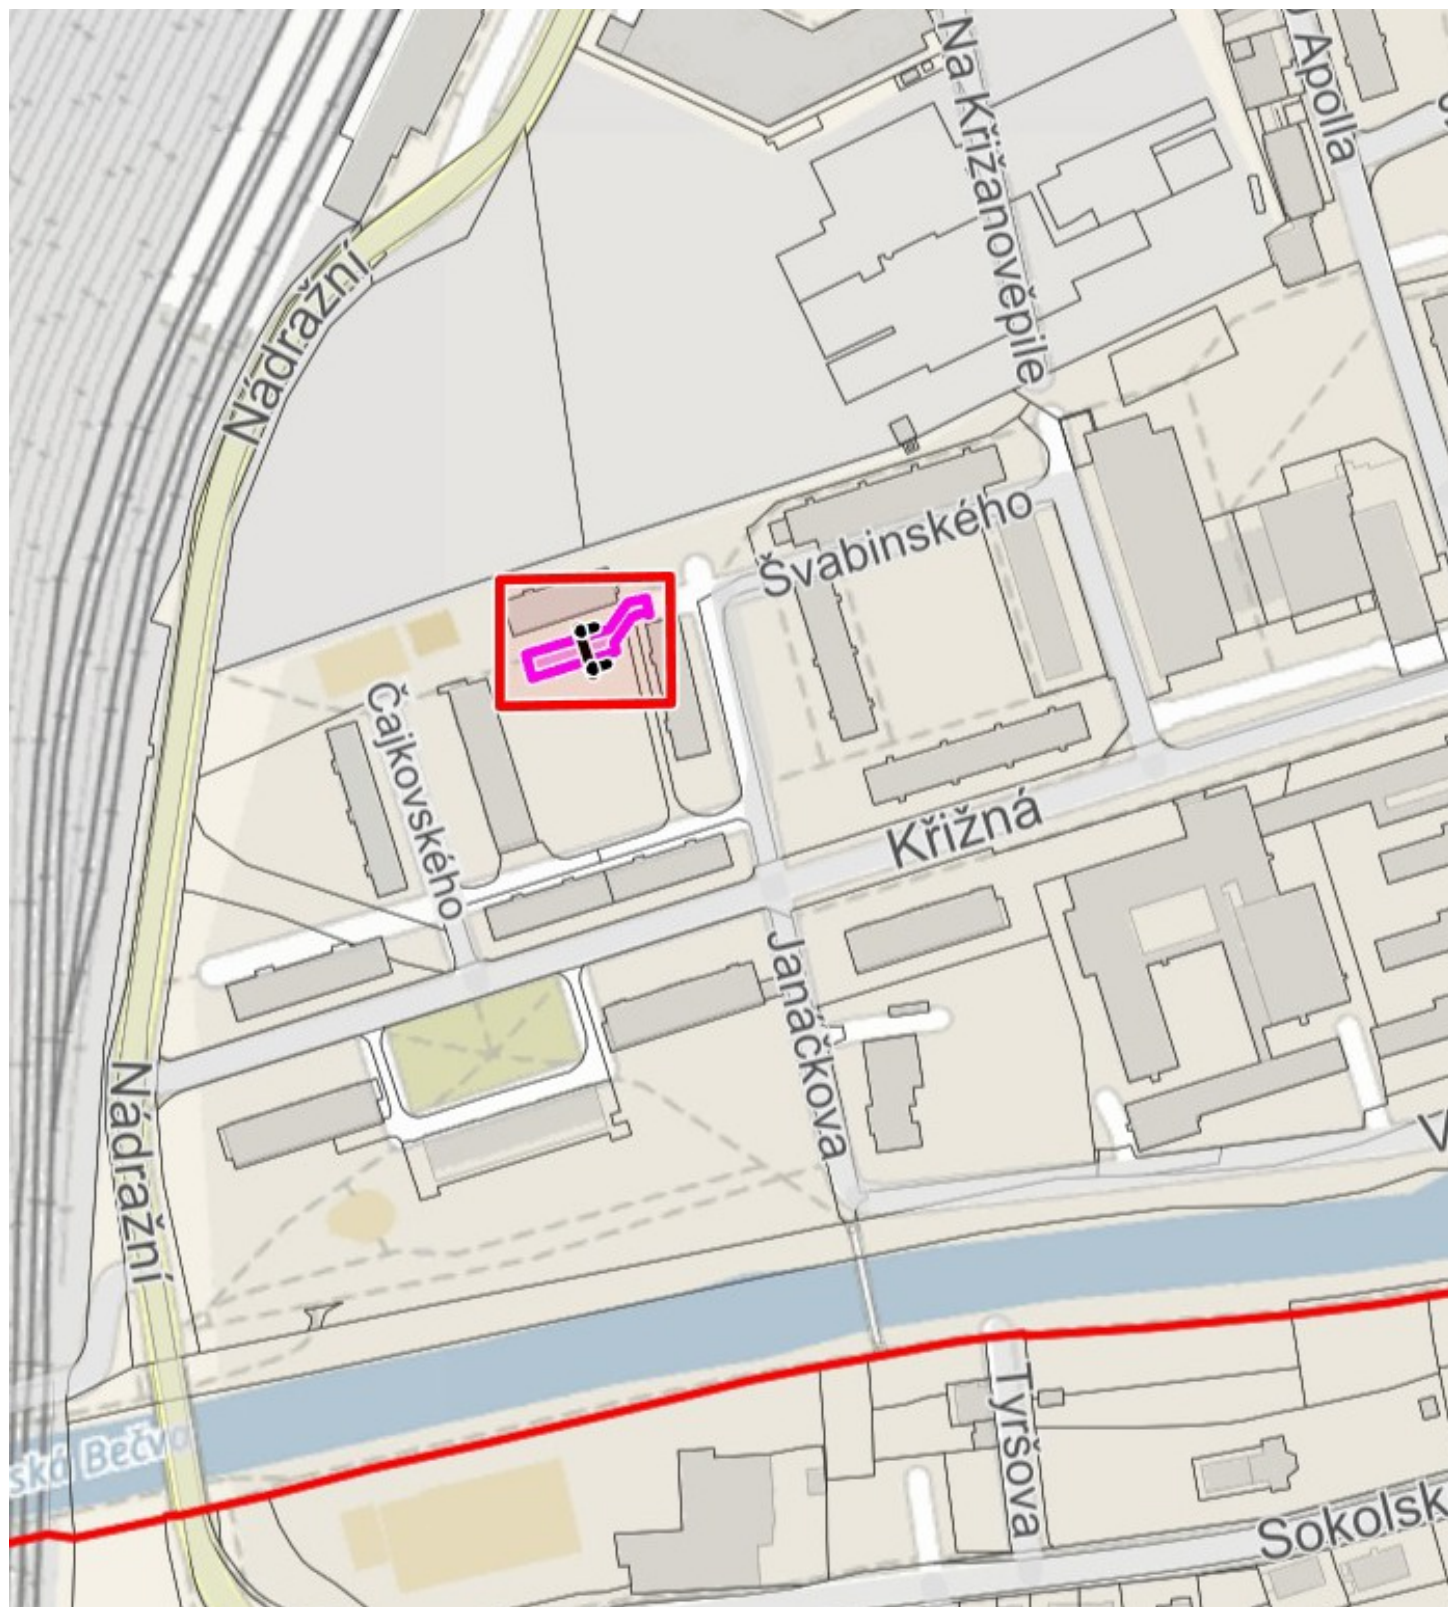 Na Křižanověpile
Apolla
Nádražní
Švabinského
Čajkovského
Křižná
Janáčkova
Nádražní
ská Bečva
Tyršova
Sokolsk